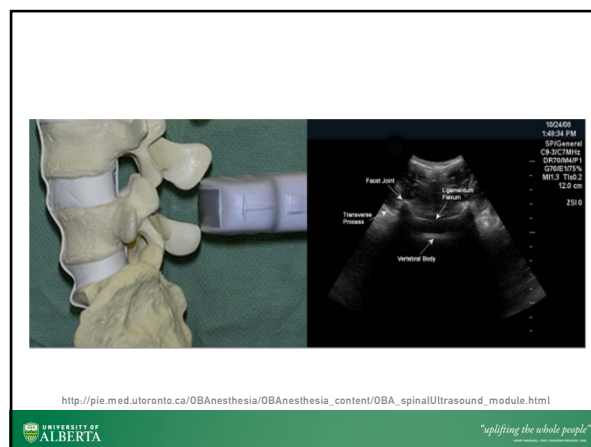 10/24/08
1:48:34 PM
SP/General
C9-3/C7MHz
DR70/M4/P1
G70/E1/75%
MI1.3 TIs0.2
12.0 cm
ZSI 0
Facet Joint
Ligamentum
Flavum
Transverse
Process
Vertebral Body
http://pie.med.utoronto.ca/OBAnesthesia/OBAnesthesia_content/OBA_spinalUltrasound_module.html
UNIVERSITY OF
ALBERTA
"uplifting the whole people"